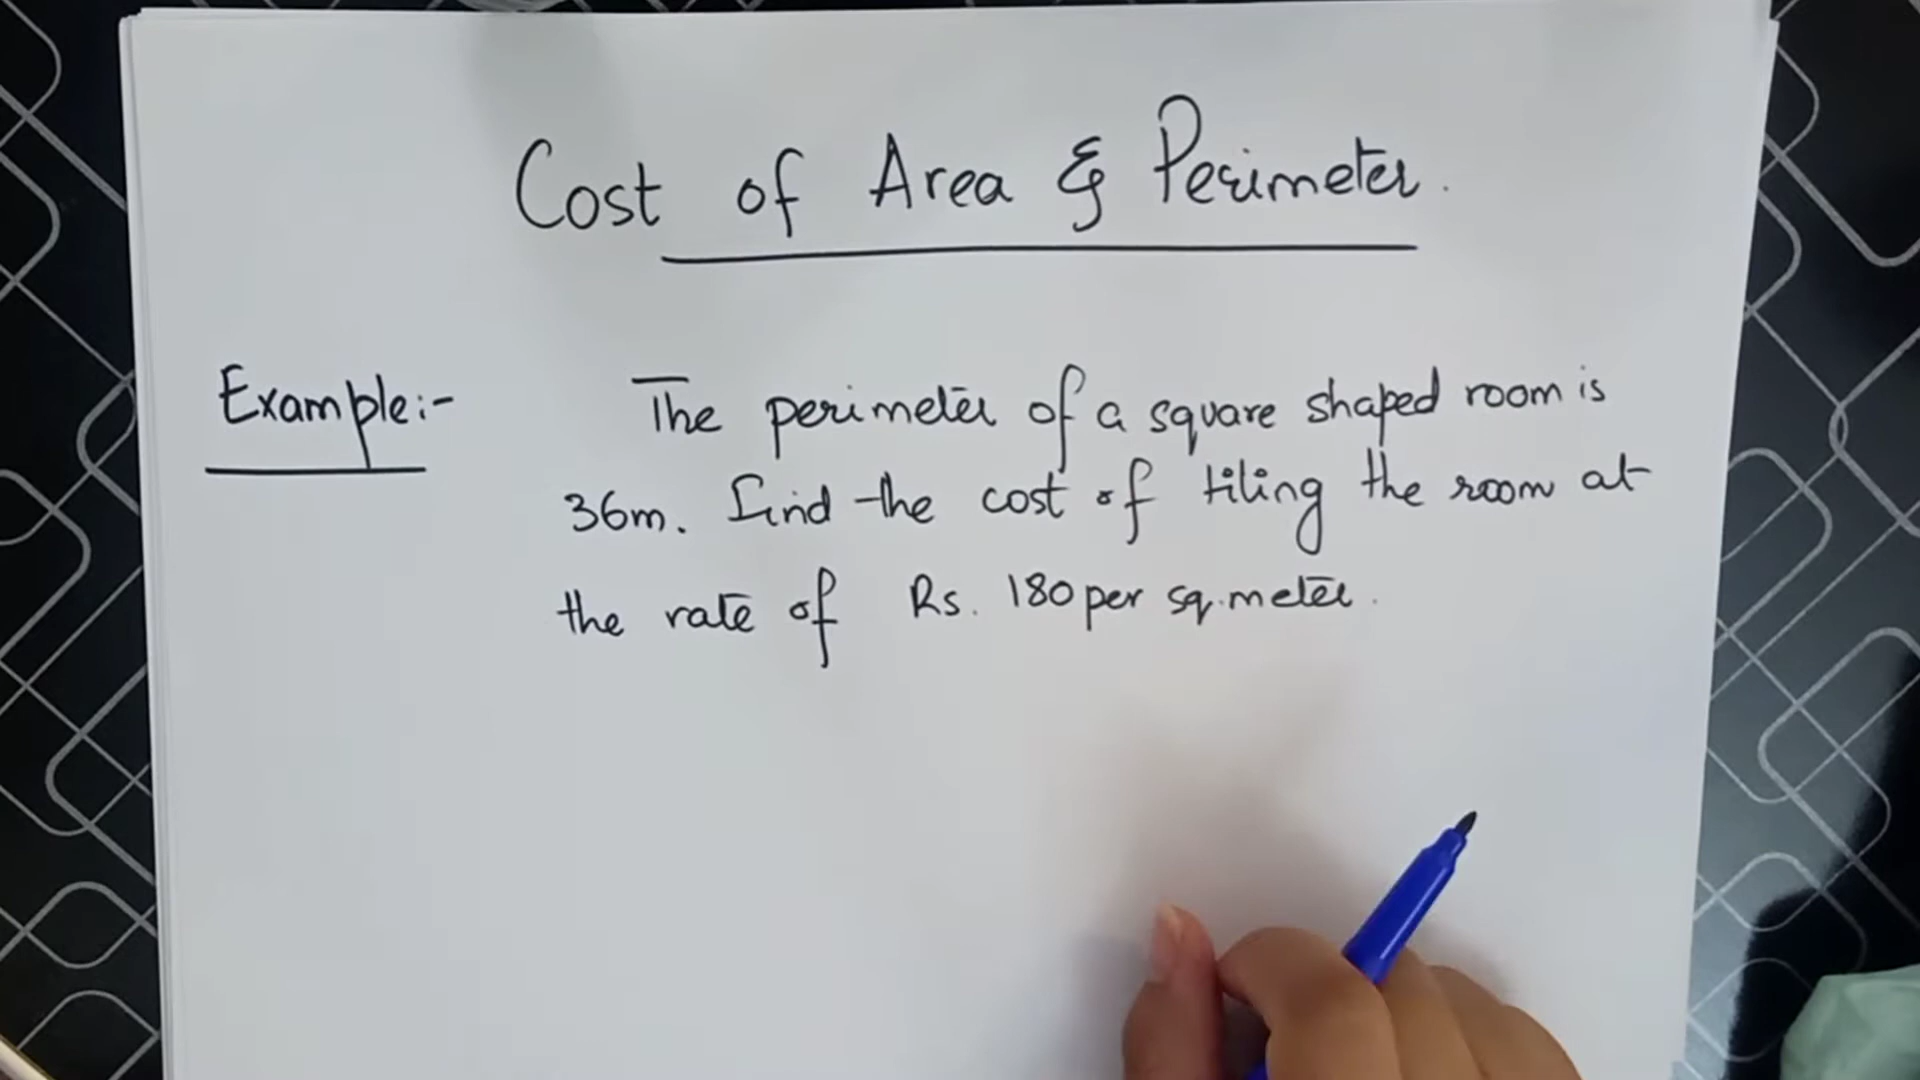 Cost of Area & Perimeter.
Example:- The perimeter of a square shaped room is
36m. Find the cost of tiling the room at
the rate of Rs. 180 per sq.meter.